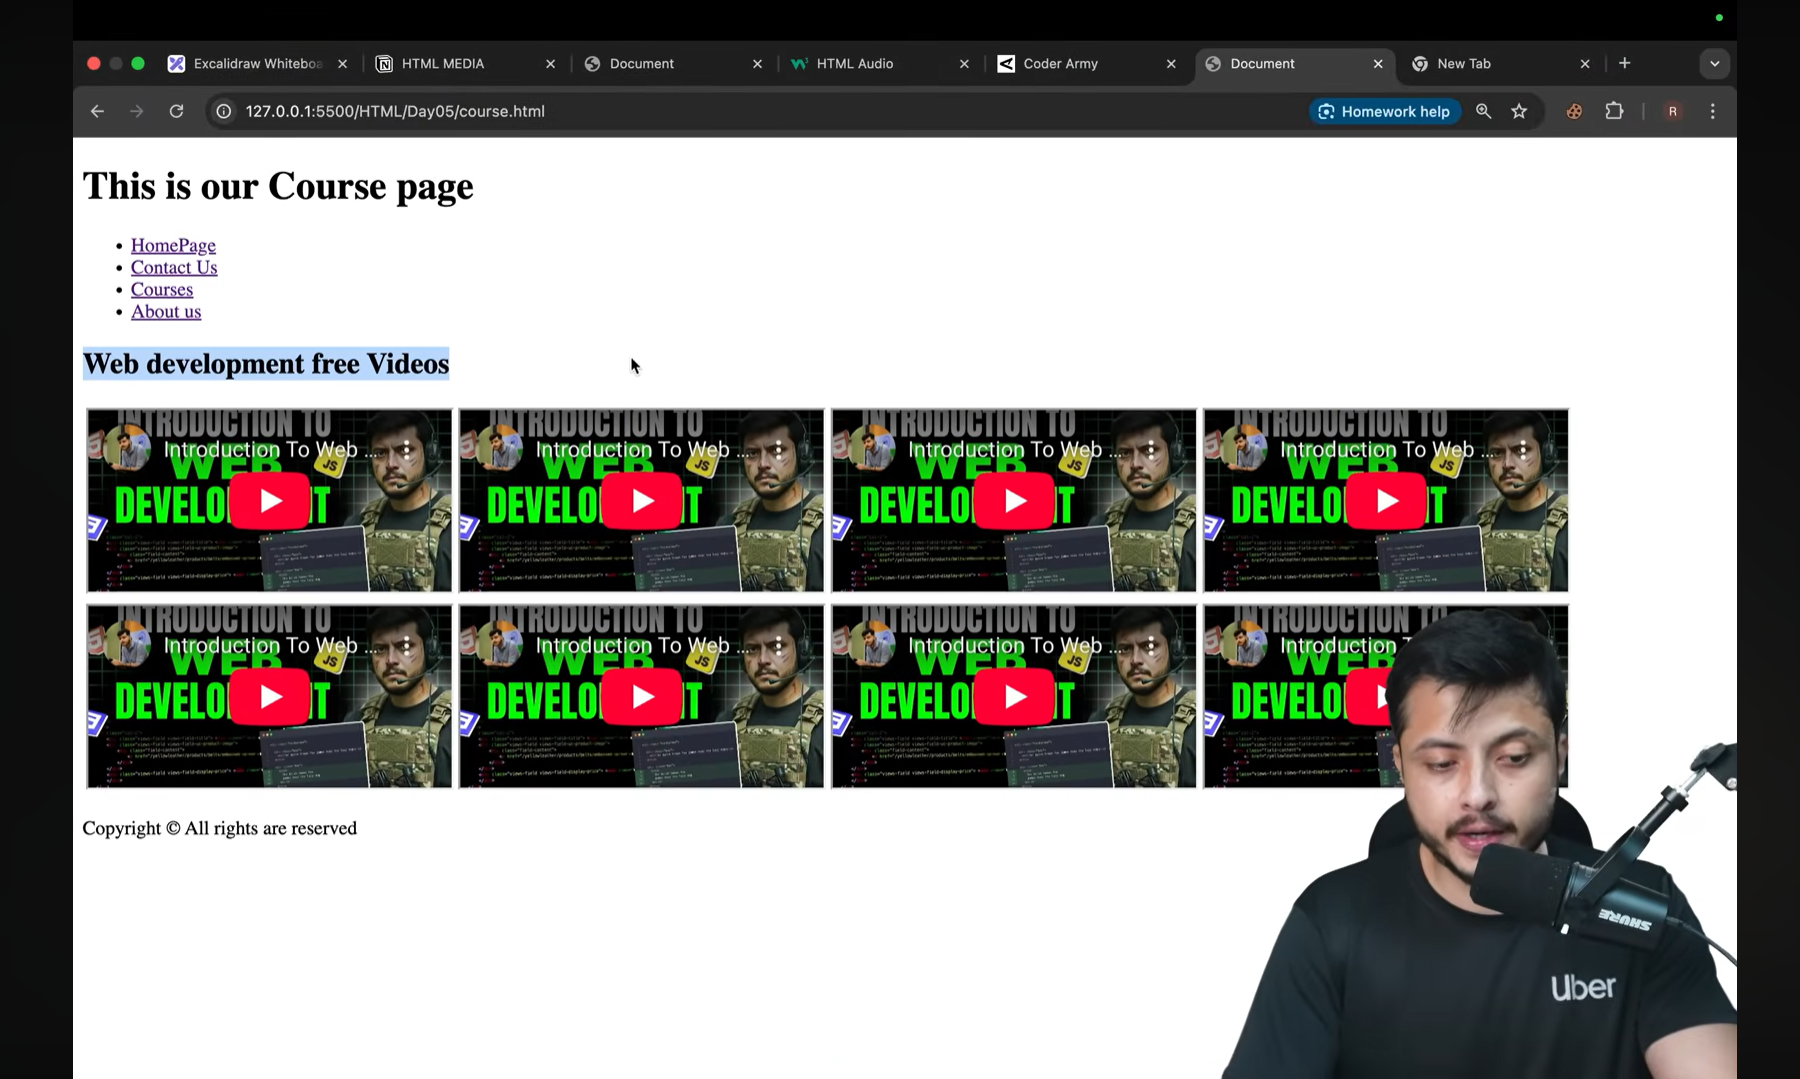 Excalidraw Whiteboa
HTML MEDIA
Document
HTML Audio
Coder Army
Document
New Tab
127.0.0.1:5500/HTML/Day05/course.html
Homework help
R
This is our Course page
HomePage
Contact Us
Courses
About us
Web development free Videos
INTRODUCTION TO INTRODUCTION TO INTRODUCTION TO INTRODUCTION TO
Introduction To Web ... Introduction To Web ... Introduction To Web ... Introduction To Web ...
WEB JS WEB JS WEB JS WEB JS
DEVELO T DEVELO T DEVELO T DEVELO T
INTRODUCTION TO INTRODUCTION TO INTRODUCTION TO INTRODUCTION TO
Introduction To Web ... Introduction To Web ... Introduction To Web ... Introduction
WEB JS WEB JS WEB JS WEB
DEVELO T DEVELO T DEVELO T DEVELO
Copyright © All rights are reserved
SHURE
Uber